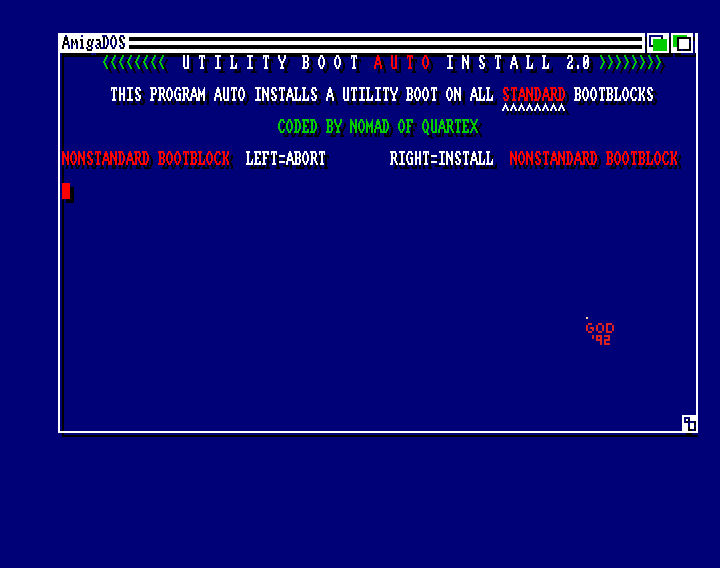 AmigaDOS
<<<<<<<< U T I L I T Y B O O T A U T O I N S T A L L 2.0 >>>>>>>>
THIS PROGRAM AUTO INSTALLS A UTILITY BOOT ON ALL STANDARD BOOTBLOCKS
^^^^^^^^
CODED BY NOMAD OF QUARTEX
NONSTANDARD BOOTBLOCK LEFT=ABORT RIGHT=INSTALL NONSTANDARD BOOTBLOCK
GOD
'92